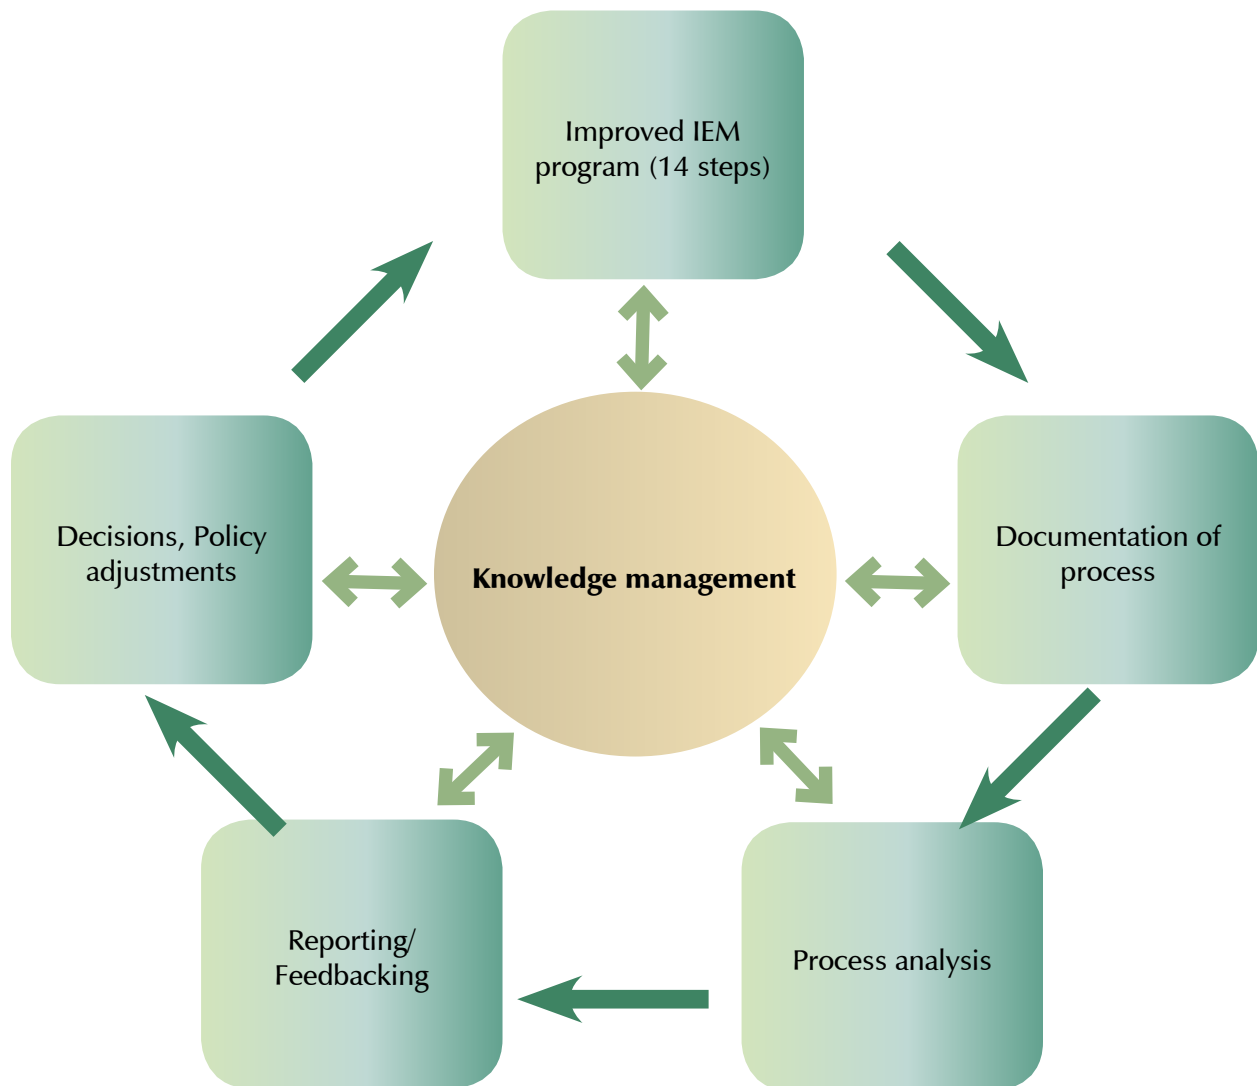 Improved IEM
program (14 steps)
Decisions, Policy
adjustments
Knowledge management
Documentation of
process
Reporting/
Feedbacking
Process analysis